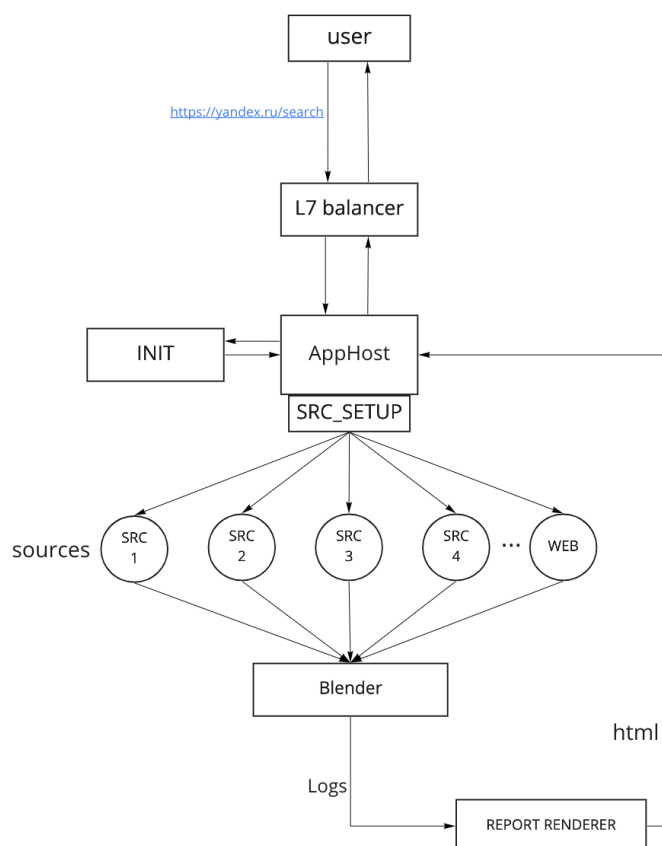 user
https://yandex.ru/search
L7 balancer
INIT
AppHost
SRC_SETUP
sources
SRC
1
SRC
2
SRC
3
SRC
4
...
WEB
Blender
html
Logs
REPORT RENDERER